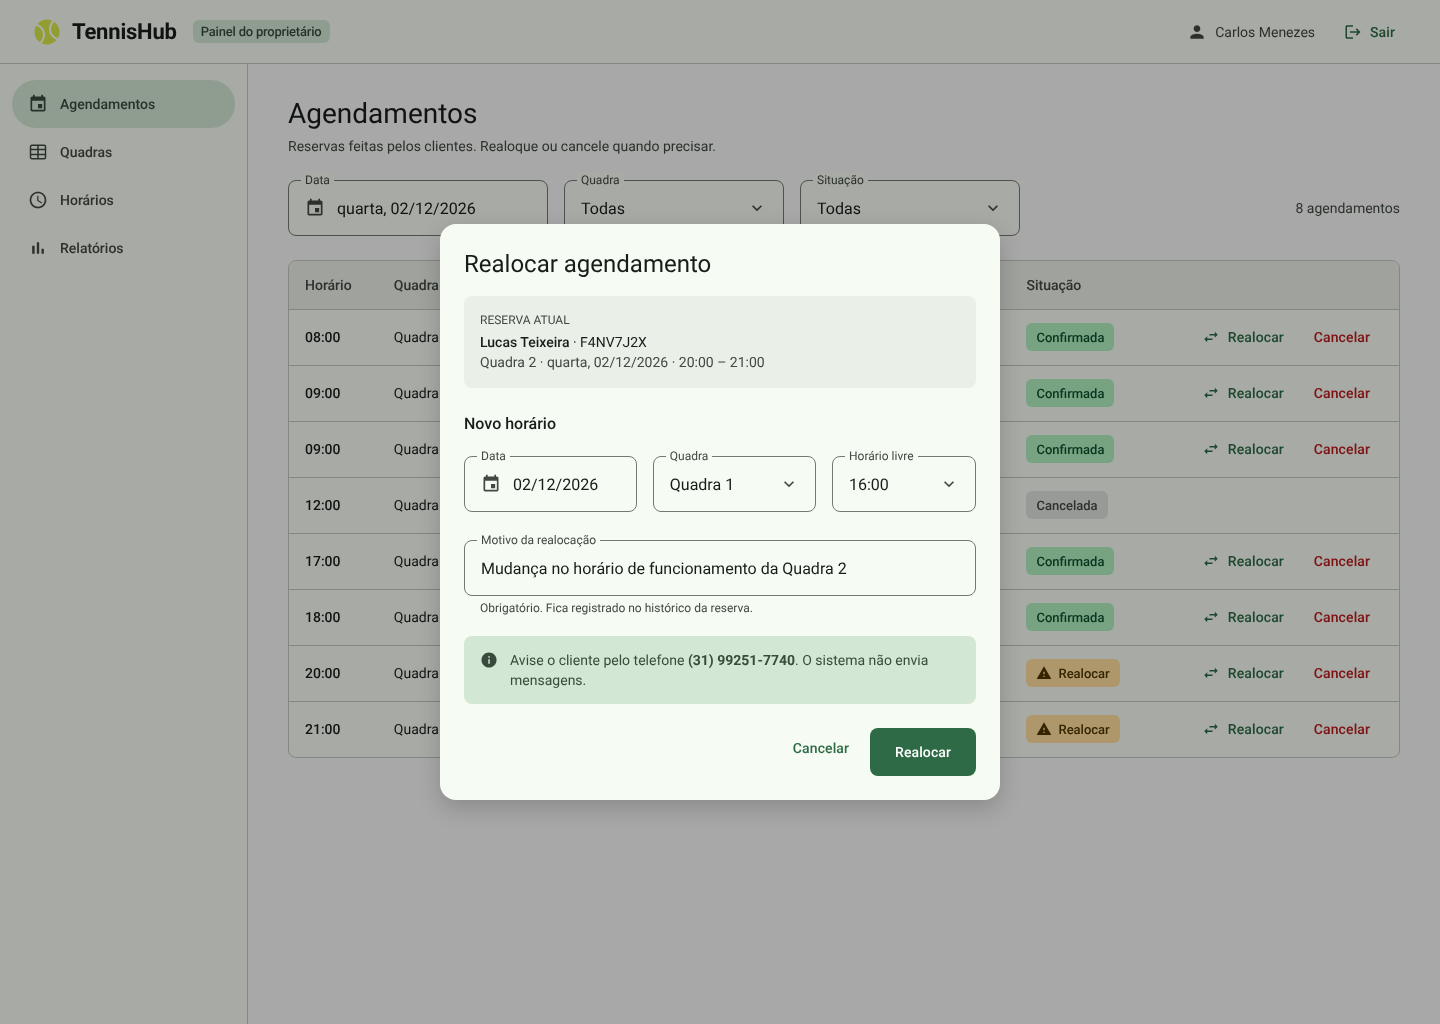 TennisHub
Painel do proprietário
Carlos Menezes
Sair
Agendamentos
Quadras
Horários
Relatórios
Agendamentos
Reservas feitas pelos clientes. Realoque ou cancele quando precisar.
Data
quarta, 02/12/2026
Quadra
Todas
Situação
Todas
8 agendamentos
Horário
Quadra
Situação
08:00
Quadra
Confirmada
Realocar
Cancelar
09:00
Quadra
Confirmada
Realocar
Cancelar
09:00
Quadra
Confirmada
Realocar
Cancelar
12:00
Quadra
Cancelada
17:00
Quadra
Confirmada
Realocar
Cancelar
18:00
Quadra
Confirmada
Realocar
Cancelar
20:00
Quadra
Realocar
Realocar
Cancelar
21:00
Quadra
Realocar
Realocar
Cancelar
Realocar agendamento
RESERVA ATUAL
Lucas Teixeira · F4NV7J2X
Quadra 2 · quarta, 02/12/2026 · 20:00 – 21:00
Novo horário
Data
02/12/2026
Quadra
Quadra 1
Horário livre
16:00
Motivo da realocação
Mudança no horário de funcionamento da Quadra 2
Obrigatório. Fica registrado no histórico da reserva.
Avise o cliente pelo telefone (31) 99251-7740. O sistema não envia
mensagens.
Cancelar
Realocar